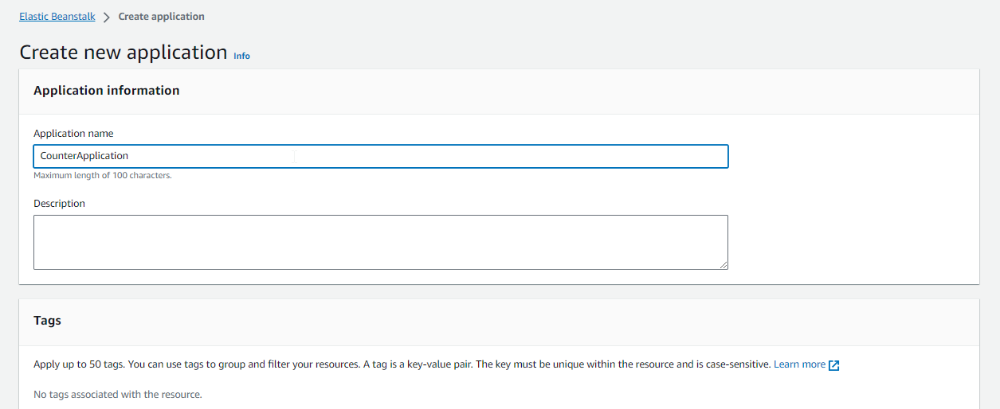 Elastic Beanstalk > Create application
Create new application Info
Application information
Application name
CounterApplication
Maximum length of 100 characters.
Description
Tags
Apply up to 50 tags. You can use tags to group and filter your resources. A tag is a key-value pair. The key must be unique within the resource and is case-sensitive. Learn more
No tags associated with the resource.